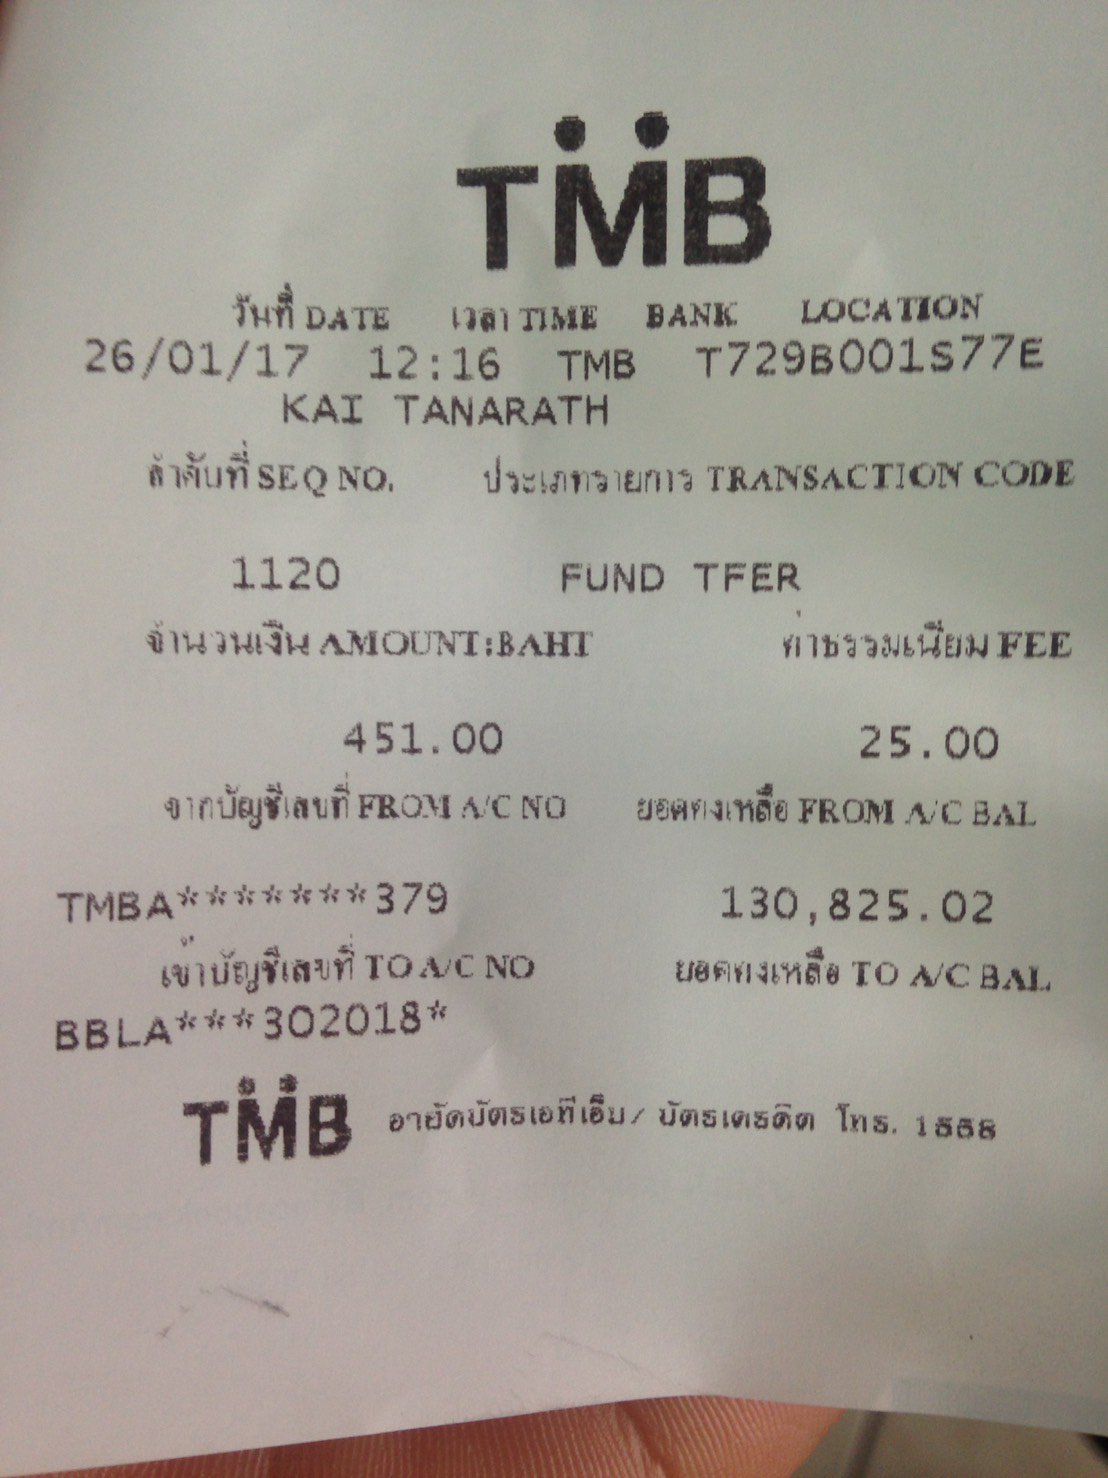 TMB
วันที่ DATE เวลา TIME BANK LOCATION
26/01/17 12:16 TMB T729B001S77E
KAI TANARATH
ลำดับที่ SEQ NO. ประเภทรายการ TRANSACTION CODE
1120 FUND TFER
จำนวนเงิน AMOUNT:BAHT ค่าธรรมเนียม FEE
451.00 25.00
จากบัญชีเลขที่ FROM A/C NO ยอดคงเหลือ FROM A/C BAL
TMBA*******379 130,825.02
เข้าบัญชีเลขที่ TO A/C NO ยอดคงเหลือ TO A/C BAL
BBLA***302018*
TMB อายัดบัตรเอทีเอ็ม/ บัตรเครดิต โทร. 1558